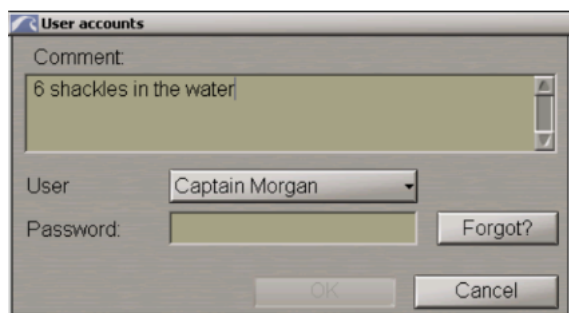 User accounts
Comment:
6 shackles in the water
User
Captain Morgan
Password:
Forgot?
OK
Cancel